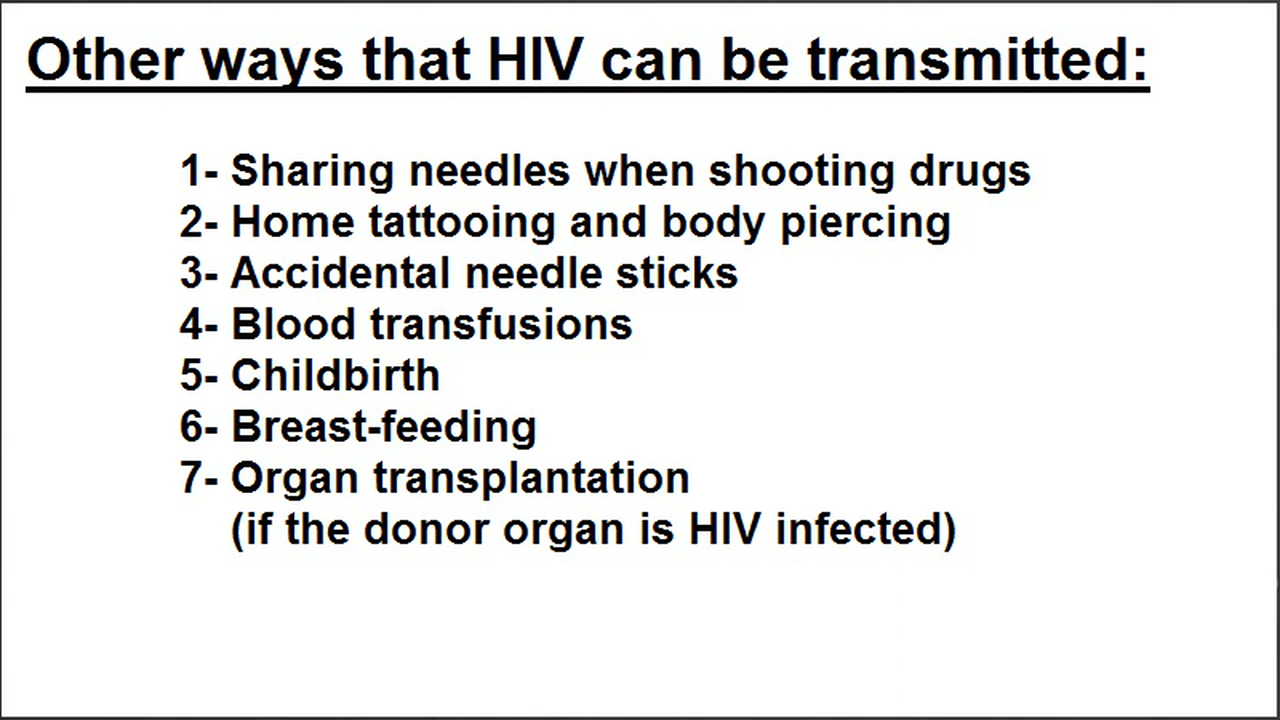 Other ways that HIV can be transmitted:
1- Sharing needles when shooting drugs
2- Home tattooing and body piercing
3- Accidental needle sticks
4- Blood transfusions
5- Childbirth
6- Breast-feeding
7- Organ transplantation
(if the donor organ is HIV infected)